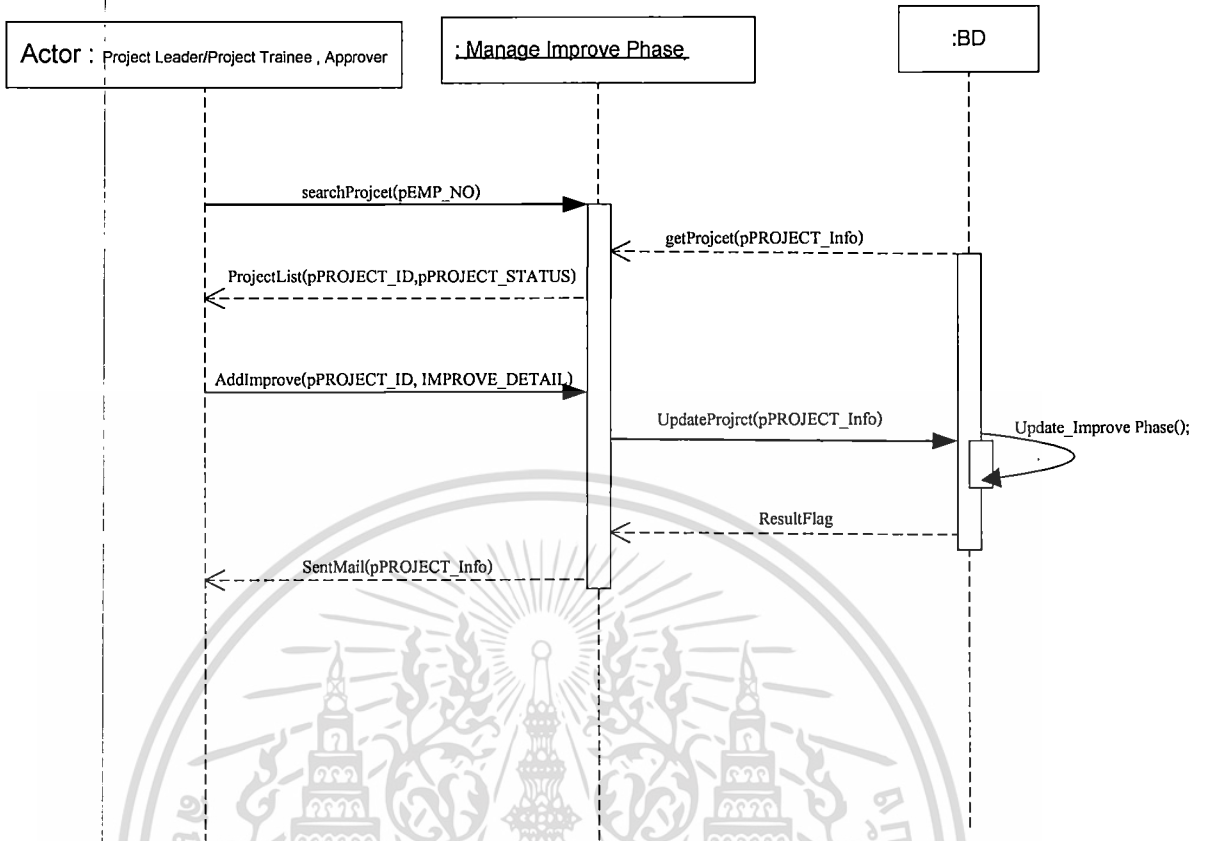 Actor : Project Leader/Project Trainee , Approver
: Manage Improve Phase
:BD
searchProjcet(pEMP_NO)
getProjcet(pPROJECT_Info)
ProjectList(pPROJECT_ID,pPROJECT_STATUS)
AddImprove(pPROJECT_ID, IMPROVE_DETAIL)
UpdateProjrct(pPROJECT_Info)
Update_Improve Phase();
ResultFlag
SentMail(pPROJECT_Info)